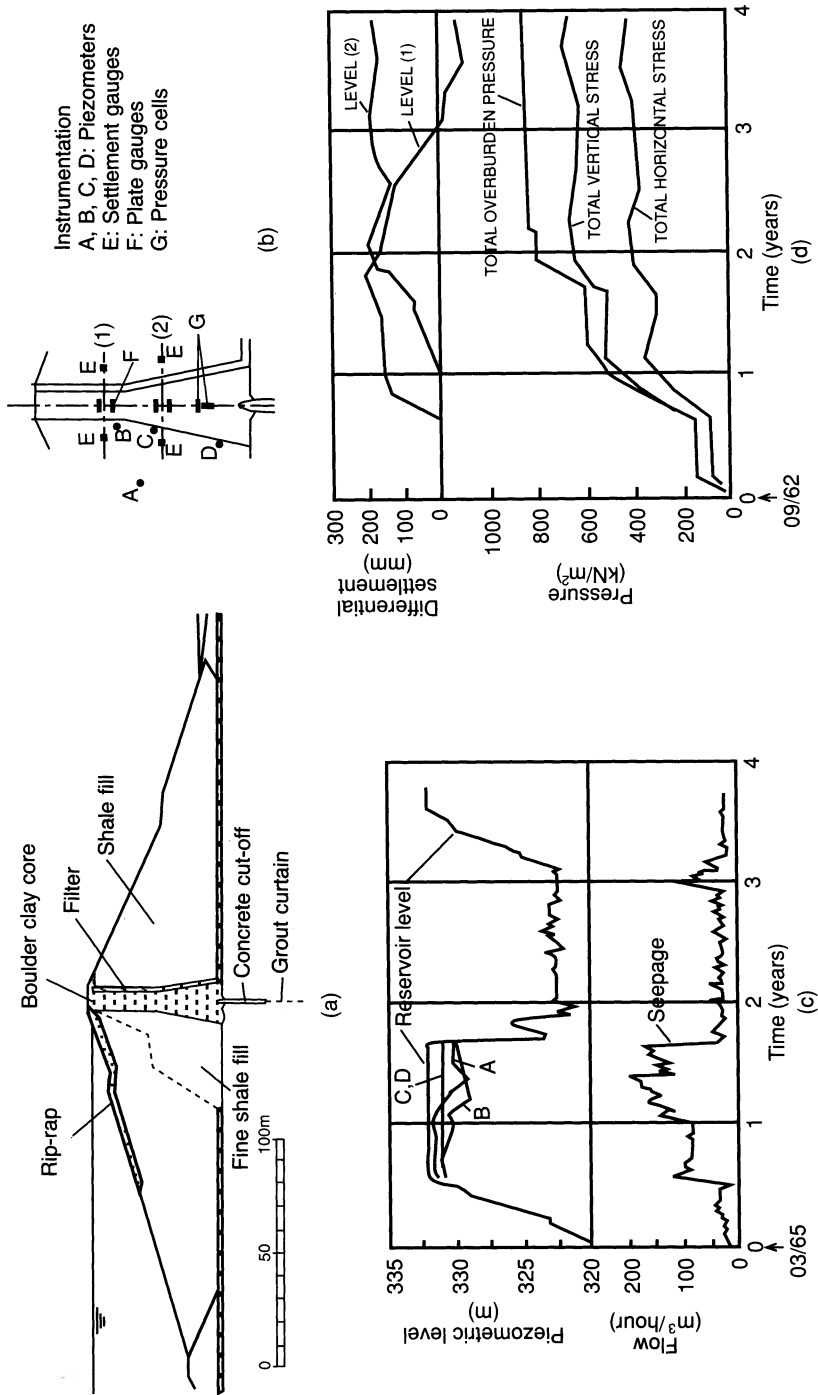 Boulder clay core
Filter
Rip-rap
Shale fill
Fine shale fill
Concrete cut-off
Grout curtain
0
50
100m
(a)
Instrumentation
A, B, C, D: Piezometers
E: Settlement gauges
F: Plate gauges
G: Pressure cells
A
B
C
D
E
E
(1)
F
E
E
(2)
G
(b)
335
330
325
320
Piezometric level
(m)
C,D
Reservoir level
A
B
200
100
0
Flow
(m³/hour)
Seepage
0
1
2
3
4
03/65
Time (years)
(c)
300
200
100
0
Differential
settlement
(mm)
LEVEL (2)
LEVEL (1)
1000
800
600
400
200
0
Pressure
(kN/m²)
TOTAL OVERBURDEN PRESSURE
TOTAL VERTICAL STRESS
TOTAL HORIZONTAL STRESS
0
1
2
3
4
09/62
Time (years)
(d)